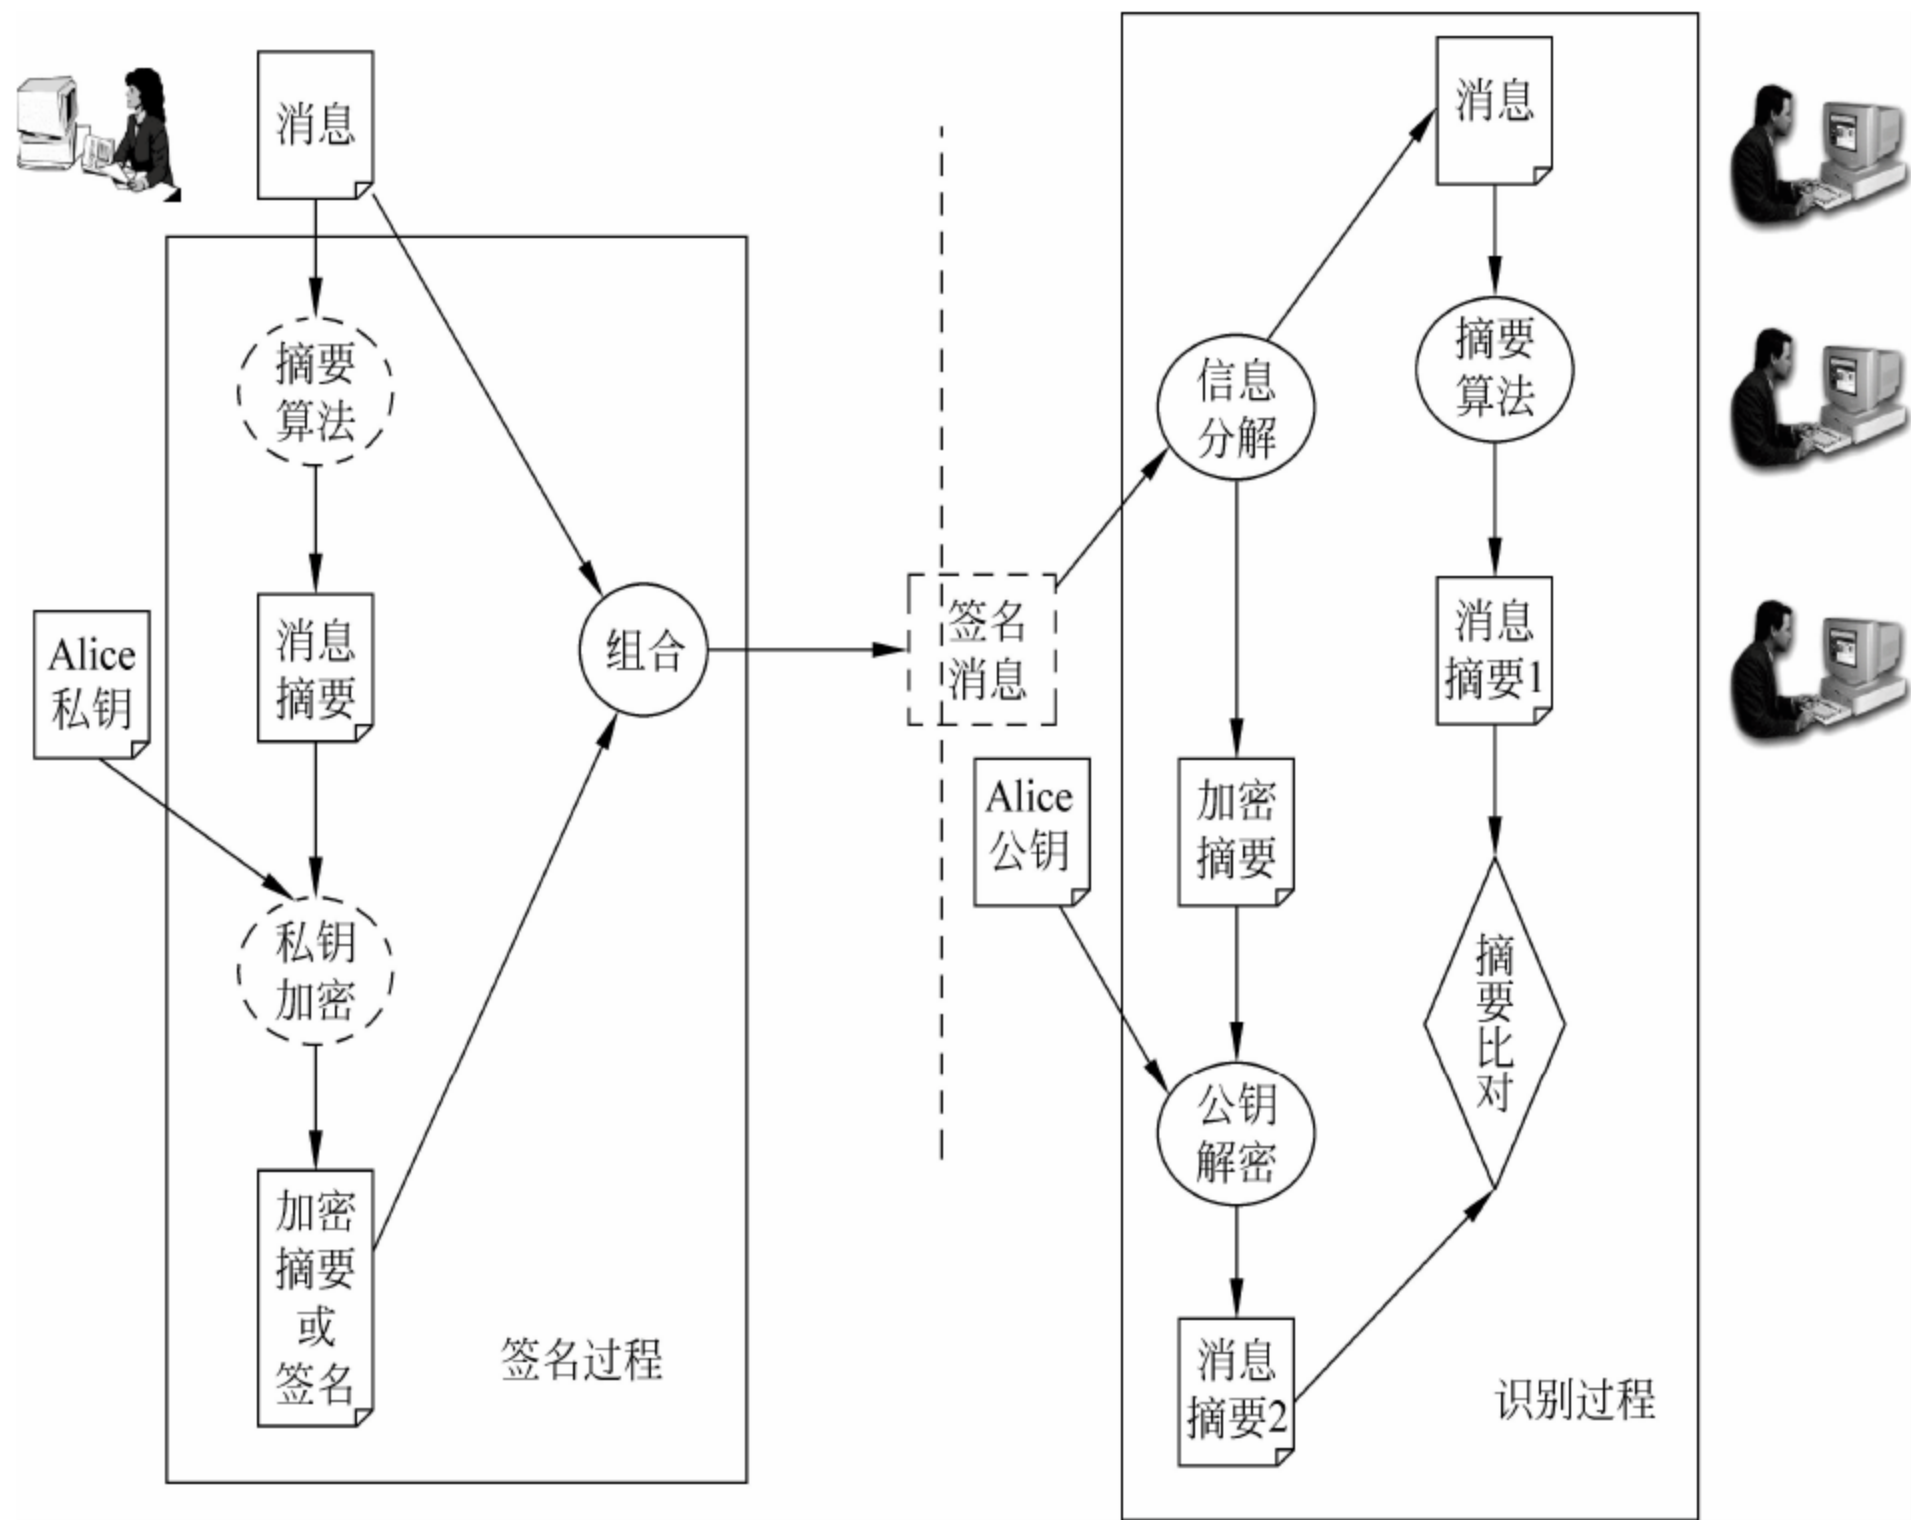 消息
摘要
算法
消息
摘要
Alice
私钥
私钥
加密
加密
摘要
或
签名
组合
签名过程
签名
消息
信息
分解
消息
摘要
算法
消息
摘要1
Alice
公钥
加密
摘要
公钥
解密
消息
摘要2
摘要比对
识别过程